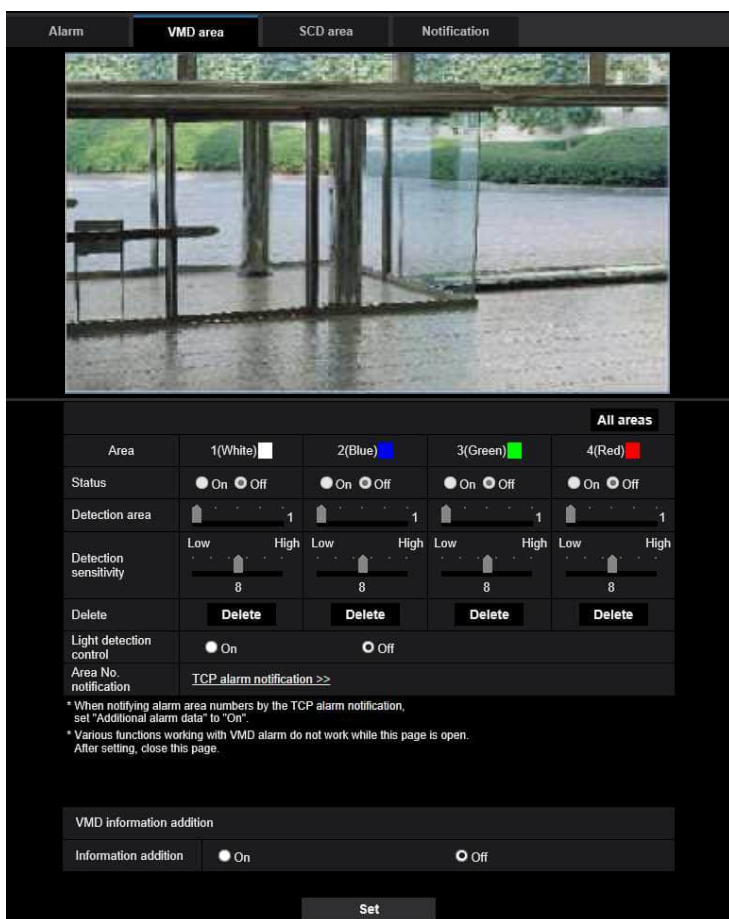 Alarm VMD area SCD area Notification
All areas
Area 1(White) 2(Blue) 3(Green) 4(Red)
Status On Off On Off On Off On Off
Detection area 1 1 1 1
Low High Low High Low High Low High
Detection
sensitivity
8 8 8 8
Delete Delete Delete Delete Delete
Light detection
control
On Off
Area No.
notification
TCP alarm notification >>
* When notifying alarm area numbers by the TCP alarm notification,
set "Additional alarm data" to "On".
* Various functions working with VMD alarm do not work while this page is open.
After setting, close this page.
VMD information addition
Information addition On Off
Set